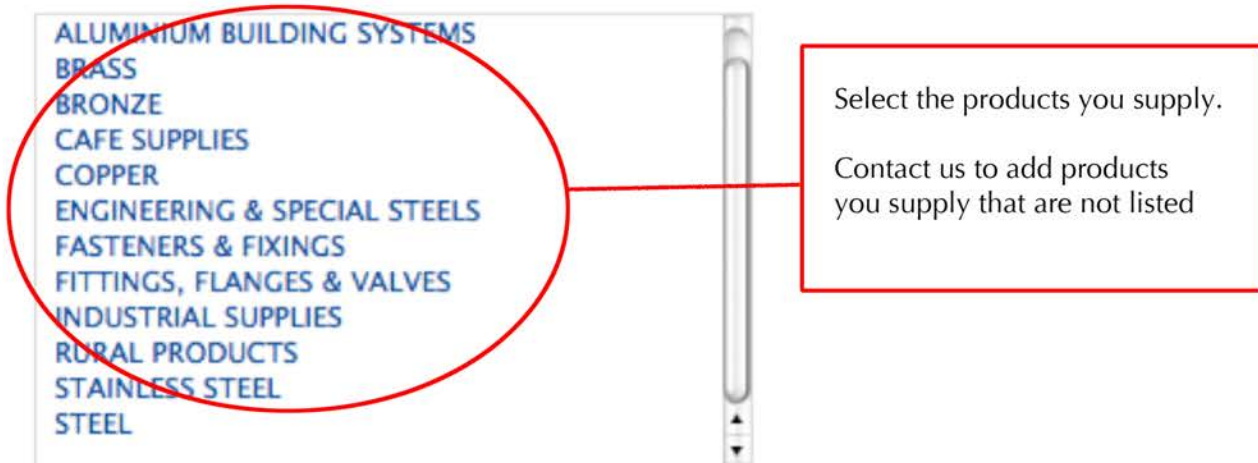 ALUMINIUM BUILDING SYSTEMS
BRASS
BRONZE
CAFE SUPPLIES
COPPER
ENGINEERING & SPECIAL STEELS
FASTENERS & FIXINGS
FITTINGS, FLANGES & VALVES
INDUSTRIAL SUPPLIES
RURAL PRODUCTS
STAINLESS STEEL
STEEL
Select the products you supply.
Contact us to add products
you supply that are not listed